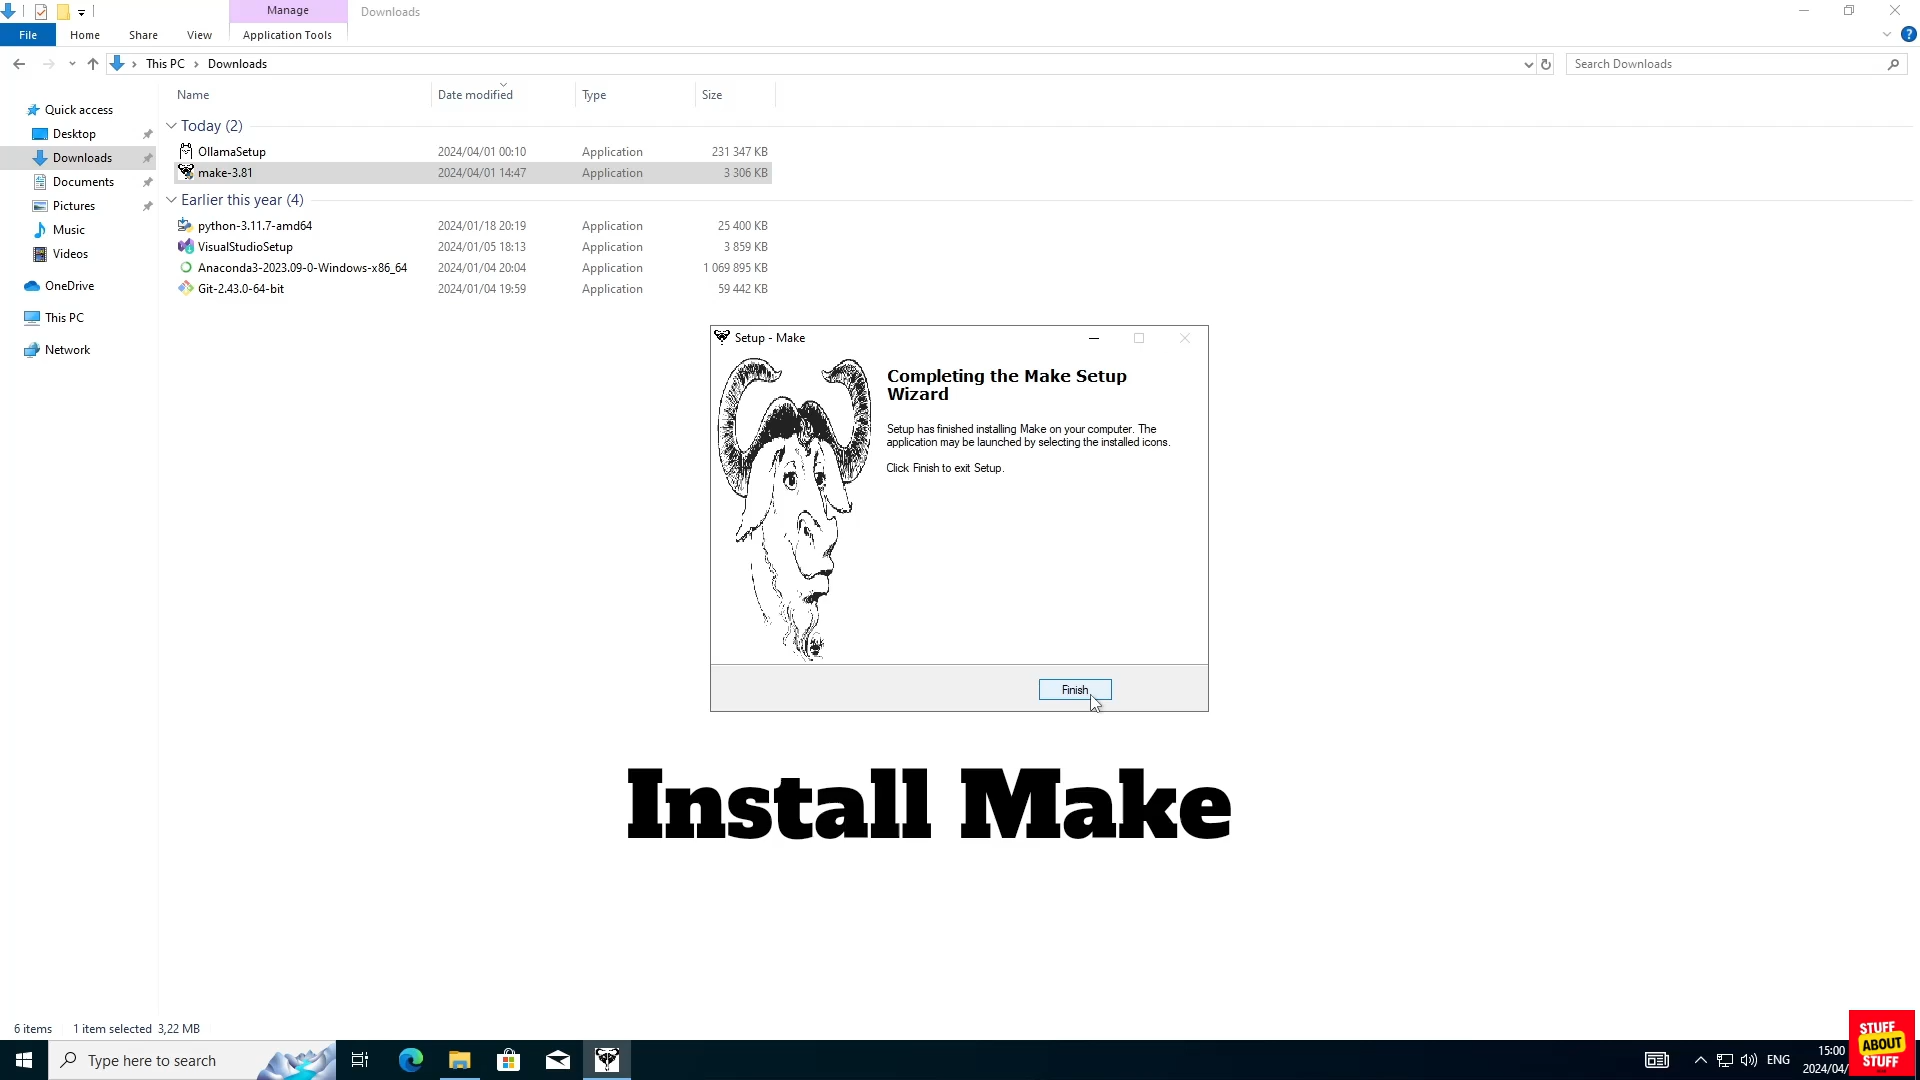 Manage
Downloads
File
Home
Share
View
Application Tools
This PC
Downloads
Search Downloads
Name
Date modified
Type
Size
Quick access
Desktop
Downloads
Documents
Pictures
Music
Videos
OneDrive
This PC
Network
Today (2)
OllamaSetup 2024/04/01 00:10 Application 231 347 KB
make-3.81 2024/04/01 14:47 Application 3 306 KB
Earlier this year (4)
python-3.11.7-amd64 2024/01/18 20:19 Application 25 400 KB
VisualStudioSetup 2024/01/05 18:13 Application 3 859 KB
Anaconda3-2023.09-0-Windows-x86_64 2024/01/04 20:04 Application 1 069 895 KB
Git-2.43.0-64-bit 2024/01/04 19:59 Application 59 442 KB
Setup - Make
Completing the Make Setup
Wizard
Setup has finished installing Make on your computer. The
application may be launched by selecting the installed icons.
Click Finish to exit Setup.
Finish
Install Make
6 items
1 item selected 3,22 MB
Type here to search
ENG
15:00
2024/04/
STUFF
ABOUT
STUFF